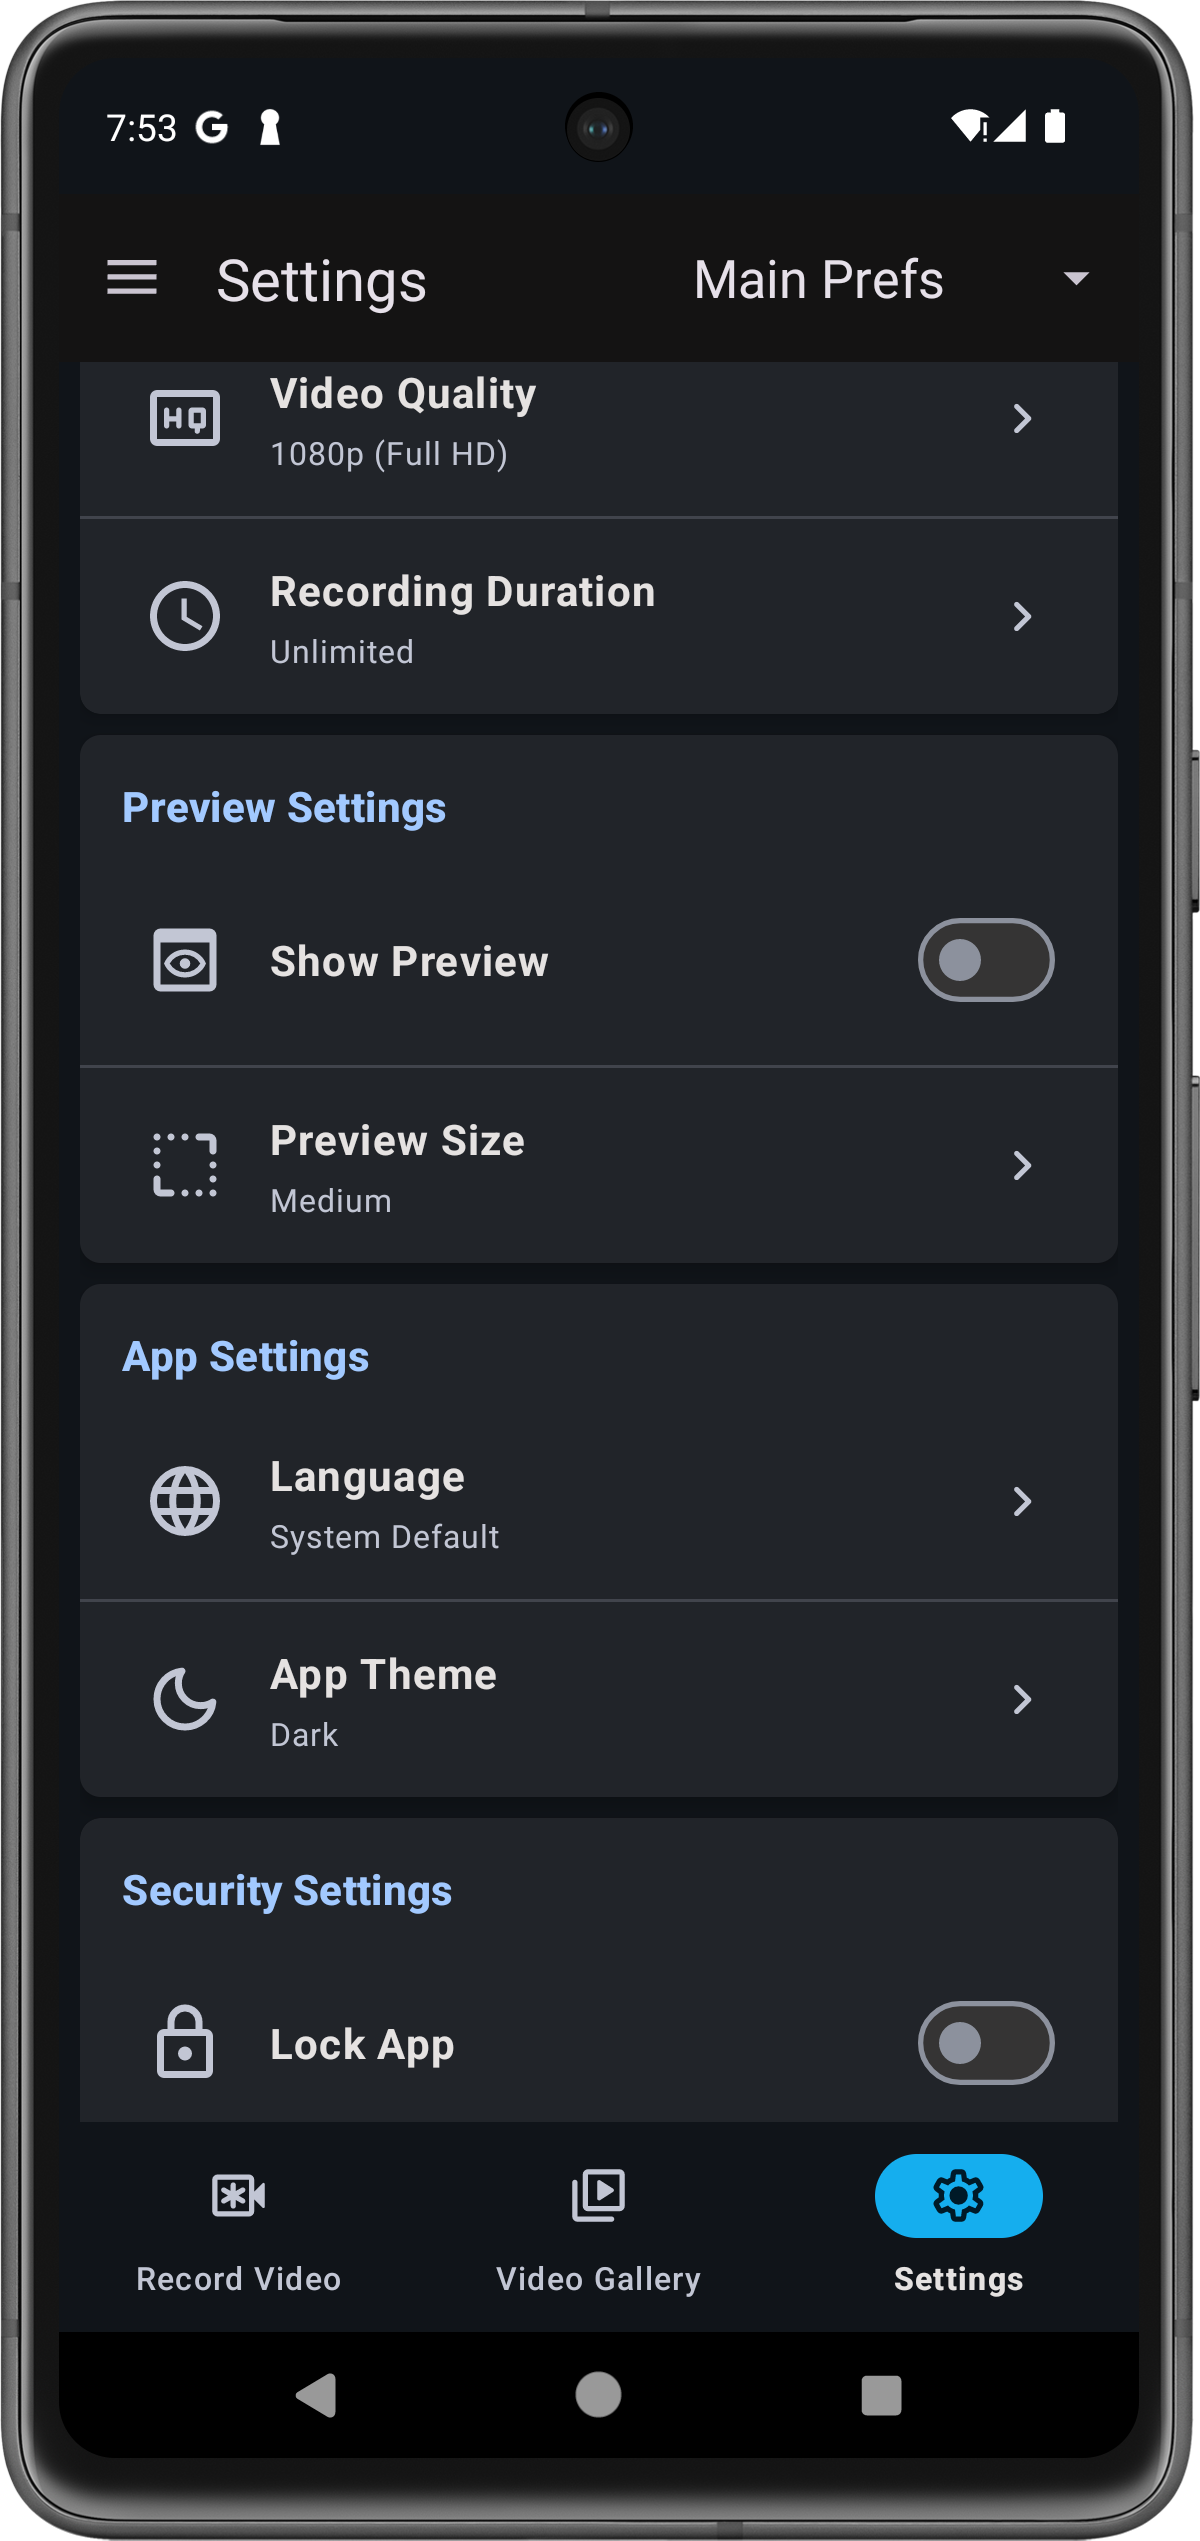 7:53
Settings
Main Prefs
HQ
Video Quality
1080p (Full HD)
Recording Duration
Unlimited
Preview Settings
Show Preview
Preview Size
Medium
App Settings
Language
System Default
App Theme
Dark
Security Settings
Lock App
Record Video
Video Gallery
Settings